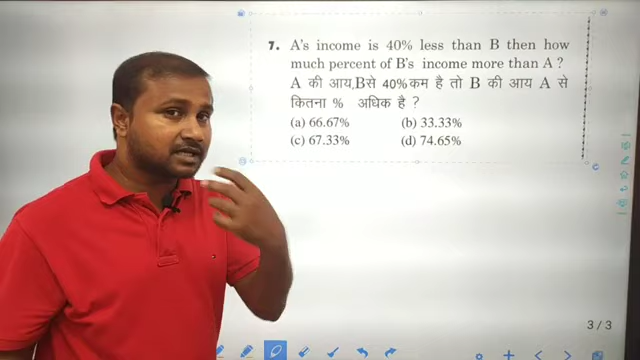 7. A's income is 40% less than B then how
much percent of B's income more than A ?
A की आय,Bसे 40%कम है तो B की आय A से
कितना % अधिक है ?
(a) 66.67% (b) 33.33%
(c) 67.33% (d) 74.65%
3 / 3